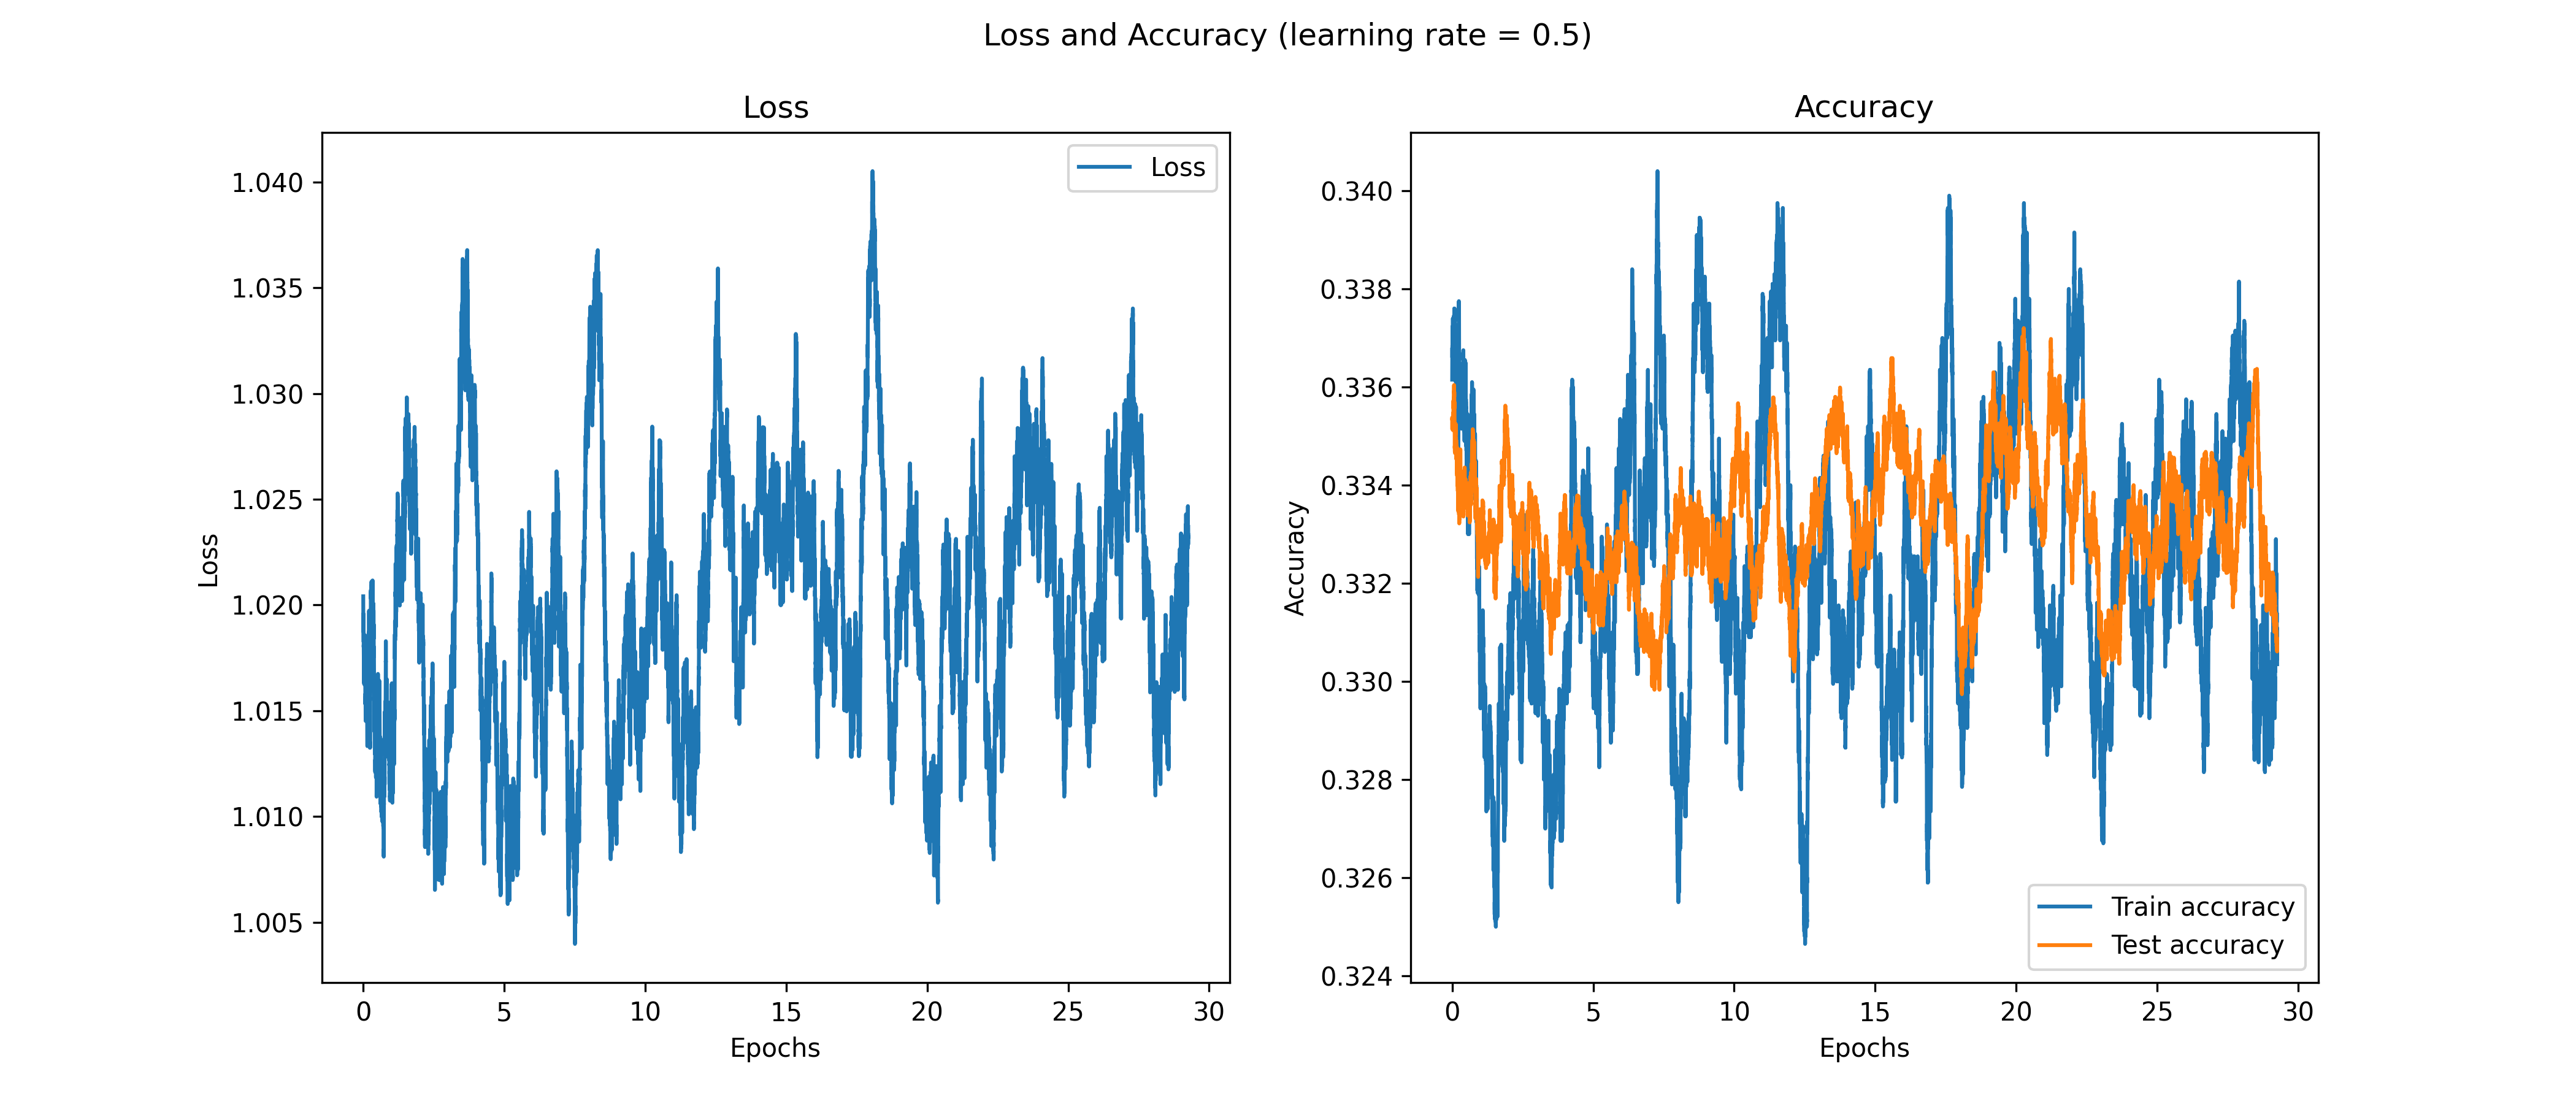 Loss and Accuracy (learning rate = 0.5)
Loss
Loss
1.040
1.035
1.030
1.025
1.020
1.015
1.010
1.005
Loss
0 5 10 15 20 25 30
Epochs
Accuracy
0.340
0.338
0.336
0.334
0.332
0.330
0.328
0.326
0.324
Accuracy
Train accuracy
Test accuracy
0 5 10 15 20 25 30
Epochs